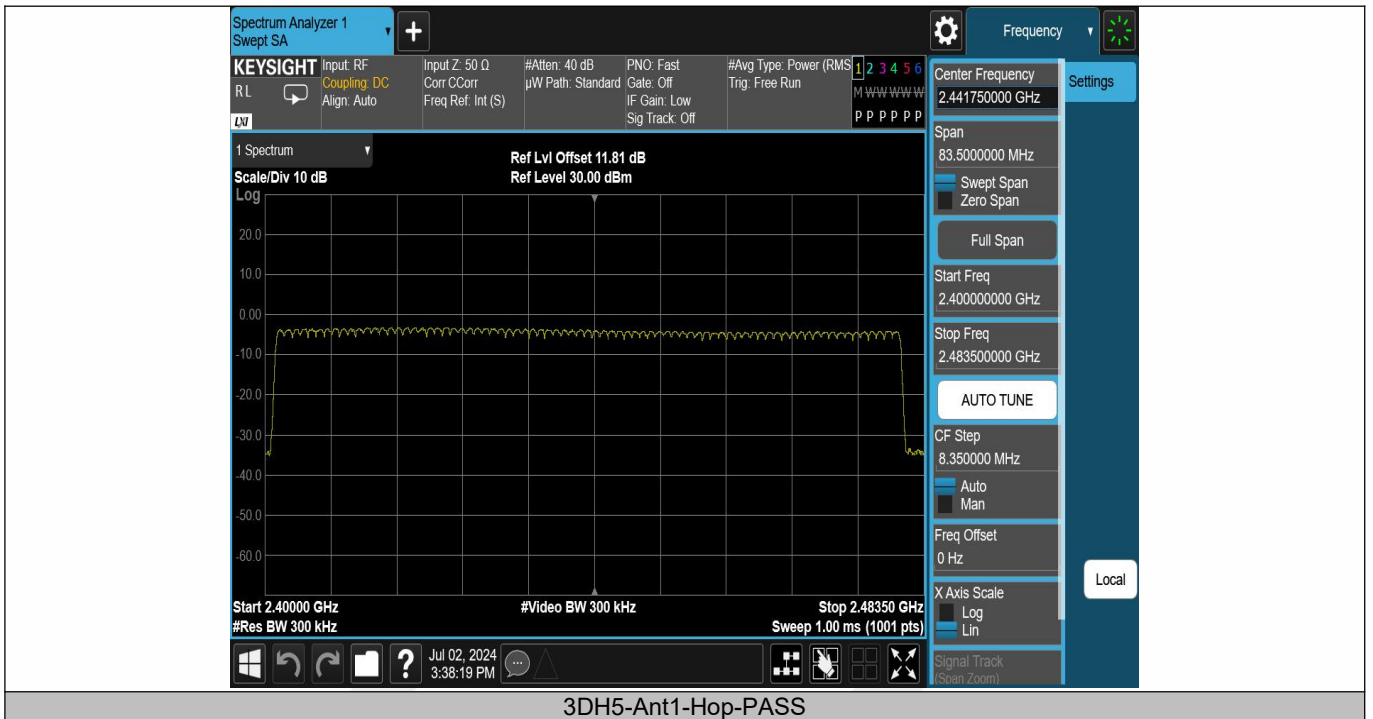 Spectrum Analyzer 1
Swept SA
+
Frequency
KEYSIGHT
RL
LXI
Input: RF
Coupling: DC
Align: Auto
Input Z: 50 Ω
Corr CCorr
Freq Ref: Int (S)
#Atten: 40 dB
µW Path: Standard
PNO: Fast
Gate: Off
IF Gain: Low
Sig Track: Off
#Avg Type: Power (RMS
Trig: Free Run
1 2 3 4 5 6
M W W W W W
P P P P P P
1 Spectrum
Scale/Div 10 dB
Log
Ref Lvl Offset 11.81 dB
Ref Level 30.00 dBm
20.0
10.0
0.00
-10.0
-20.0
-30.0
-40.0
-50.0
-60.0
Start 2.40000 GHz
#Res BW 300 kHz
#Video BW 300 kHz
Stop 2.48350 GHz
Sweep 1.00 ms (1001 pts)
?
Jul 02, 2024
3:38:19 PM
Center Frequency
2.441750000 GHz
Settings
Span
83.5000000 MHz
Swept Span
Zero Span
Full Span
Start Freq
2.400000000 GHz
Stop Freq
2.483500000 GHz
AUTO TUNE
CF Step
8.350000 MHz
Auto
Man
Freq Offset
0 Hz
Local
X Axis Scale
Log
Lin
Signal Track
(Span Zoom)
3DH5-Ant1-Hop-PASS